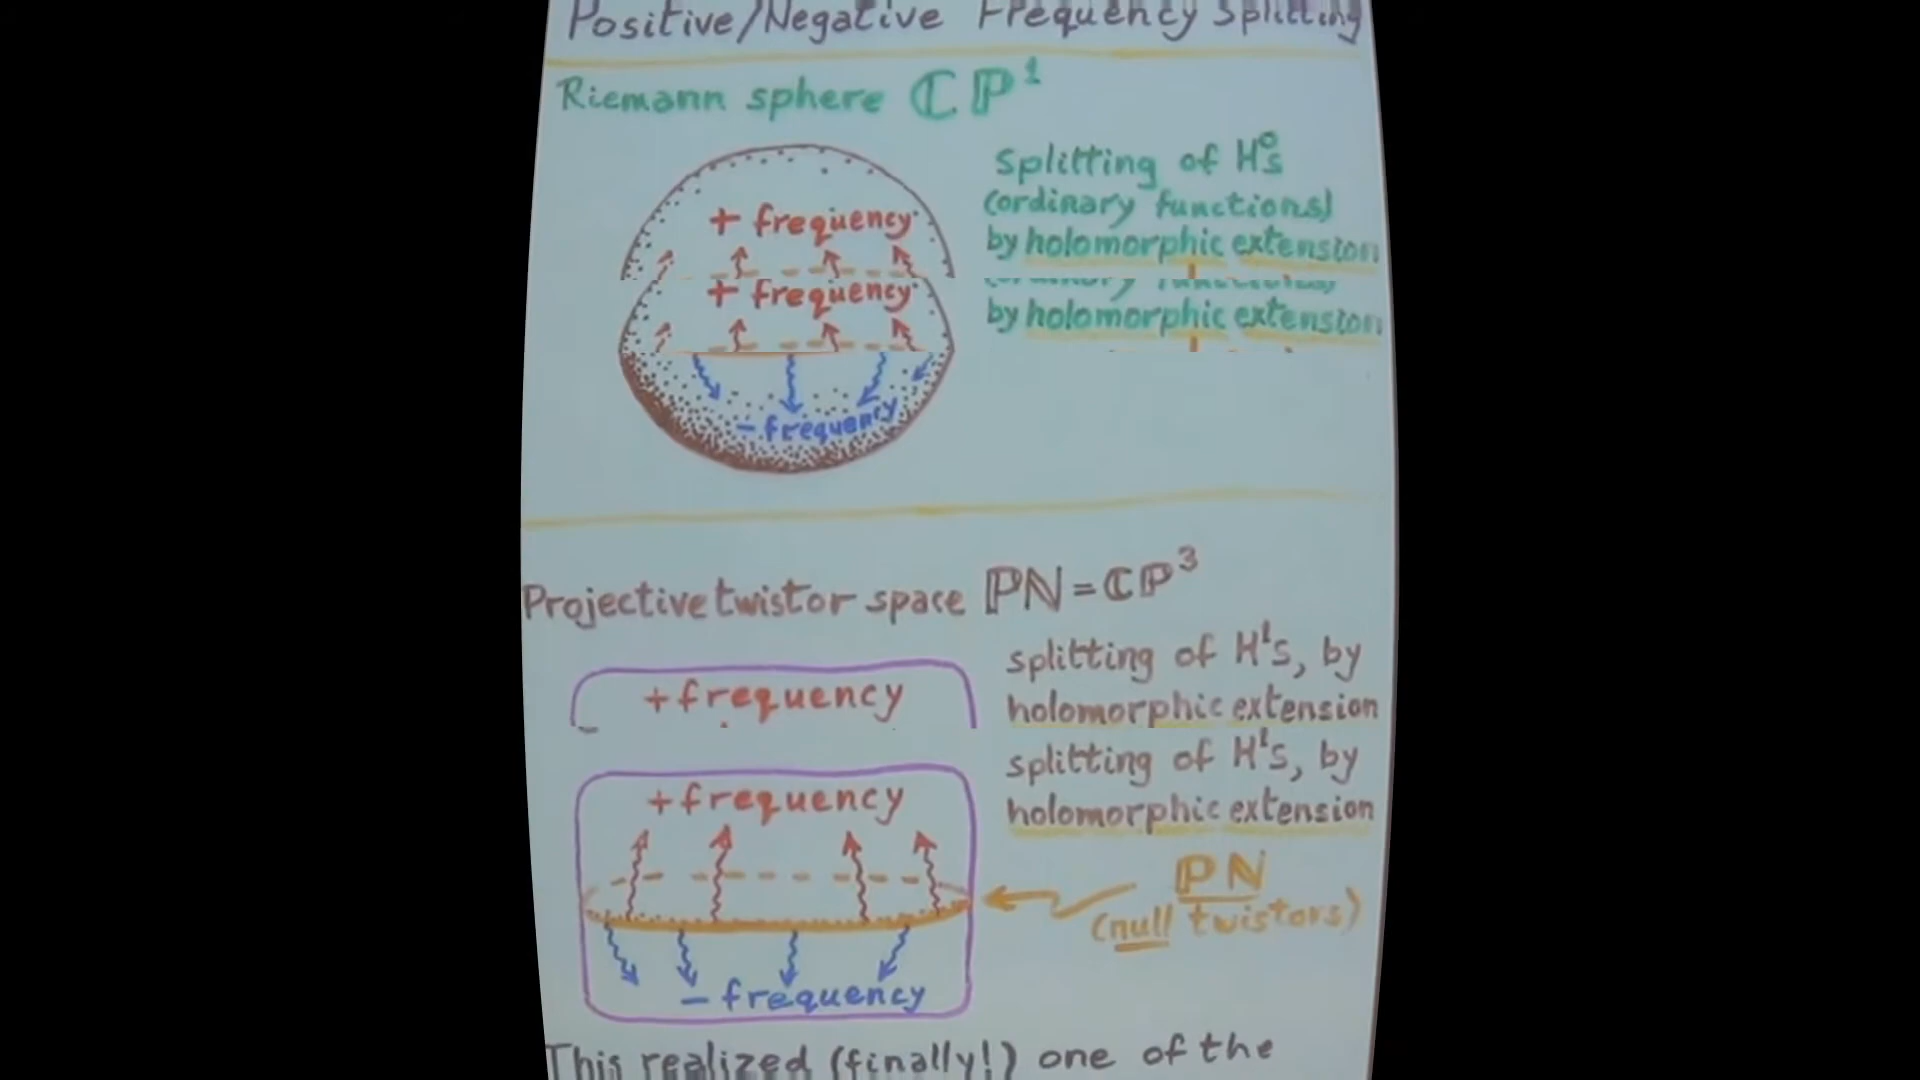 Positive/Negative Frequency Splitting
Riemann sphere ℂℙ¹
Splitting of H⁰s
(ordinary functions)
by holomorphic extension
+ frequency
+ frequency
by holomorphic extension
- frequency
Projective twistor space ℙℕ=ℂℙ³
splitting of H¹s, by
holomorphic extension
+ frequency
splitting of H¹s, by
holomorphic extension
+ frequency
ℙℕ
(null twistors)
- frequency
This realized (finally!) one of the